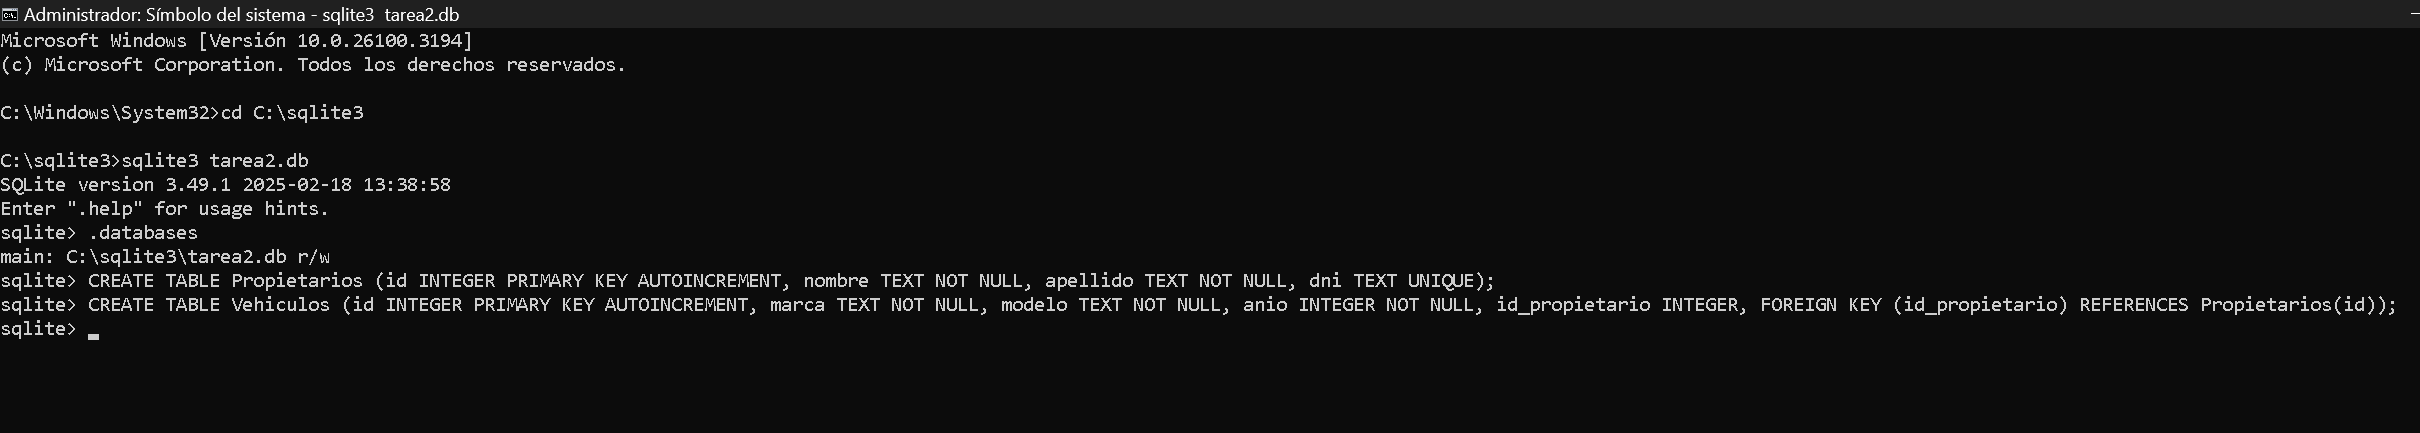 Administrador: Símbolo del sistema - sqlite3  tarea2.db
Microsoft Windows [Versión 10.0.26100.3194]
(c) Microsoft Corporation. Todos los derechos reservados.
C:\Windows\System32>cd C:\sqlite3
C:\sqlite3>sqlite3 tarea2.db
SQLite version 3.49.1 2025-02-18 13:38:58
Enter ".help" for usage hints.
sqlite> .databases
main: C:\sqlite3\tarea2.db r/w
sqlite> CREATE TABLE Propietarios (id INTEGER PRIMARY KEY AUTOINCREMENT, nombre TEXT NOT NULL, apellido TEXT NOT NULL, dni TEXT UNIQUE);
sqlite> CREATE TABLE Vehiculos (id INTEGER PRIMARY KEY AUTOINCREMENT, marca TEXT NOT NULL, modelo TEXT NOT NULL, anio INTEGER NOT NULL, id_propietario INTEGER, FOREIGN KEY (id_propietario) REFERENCES Propietarios(id));
sqlite>